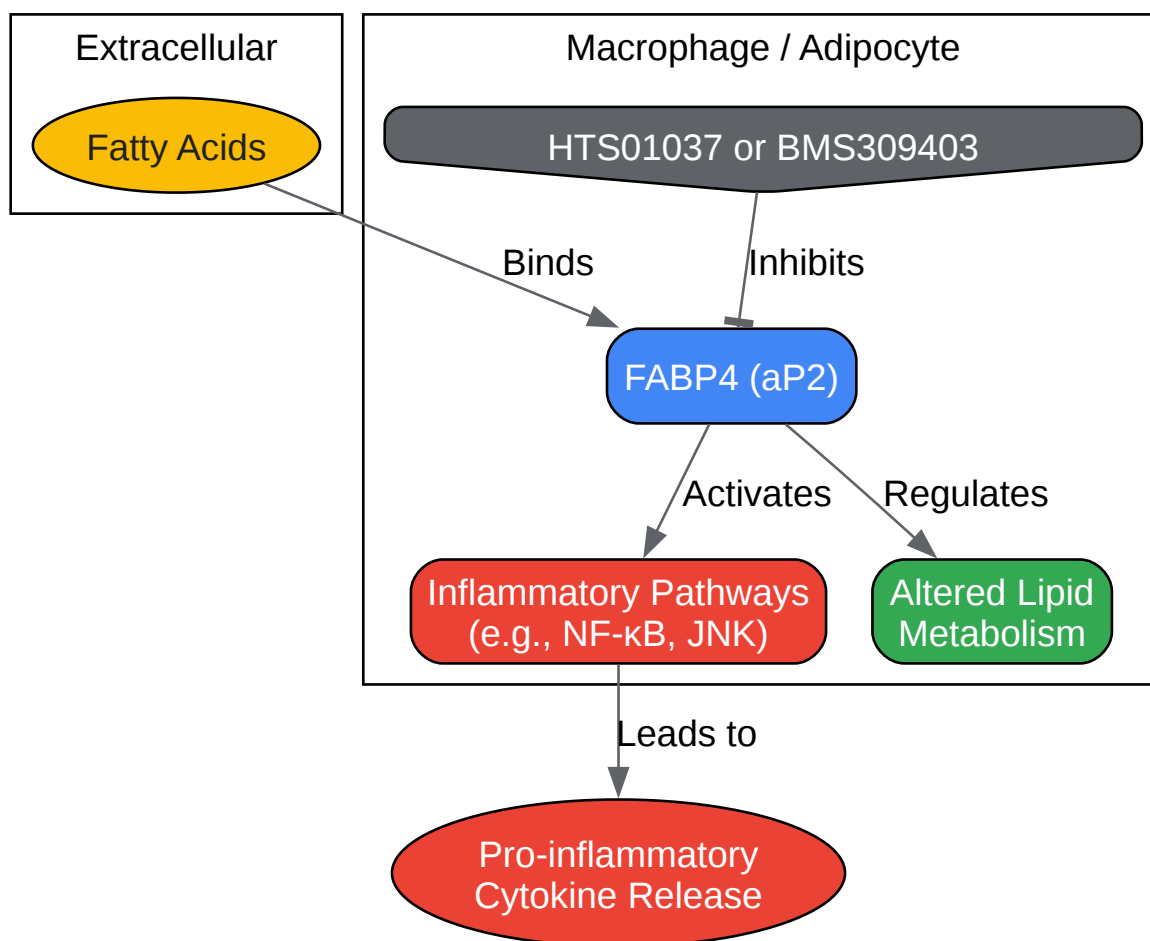 Extracellular
Macrophage / Adipocyte
Fatty Acids
HTS01037 or BMS309403
Binds
Inhibits
FABP4 (aP2)
Activates
Regulates
Inflammatory Pathways
(e.g., NF-κB, JNK)
Altered Lipid
Metabolism
Leads to
Pro-inflammatory
Cytokine Release